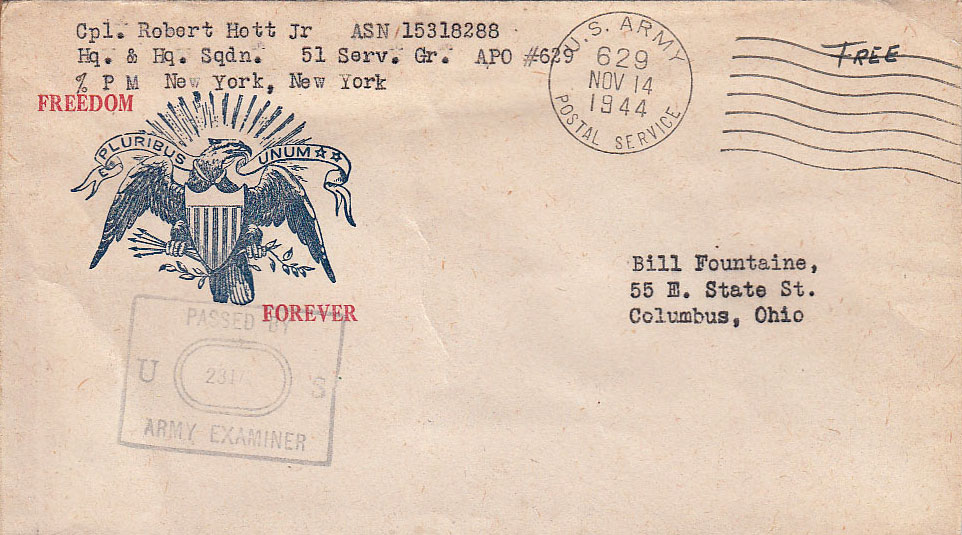 Cpl. Robert Hott Jr ASN 15318288
Hq. & Hq. Sqdn. 51 Serv. Gr. APO #629
% P M New York, New York
U.S. ARMY
629
NOV 14
1944
POSTAL SERVICE
FREE
FREEDOM
E PLURIBUS UNUM
FOREVER
Bill Fountaine,
55 E. State St.
Columbus, Ohio
PASSED BY
U S
ARMY EXAMINER